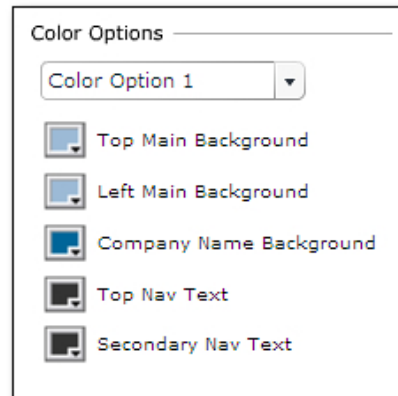 Color Options
Color Option 1
Top Main Background
Left Main Background
Company Name Background
Top Nav Text
Secondary Nav Text